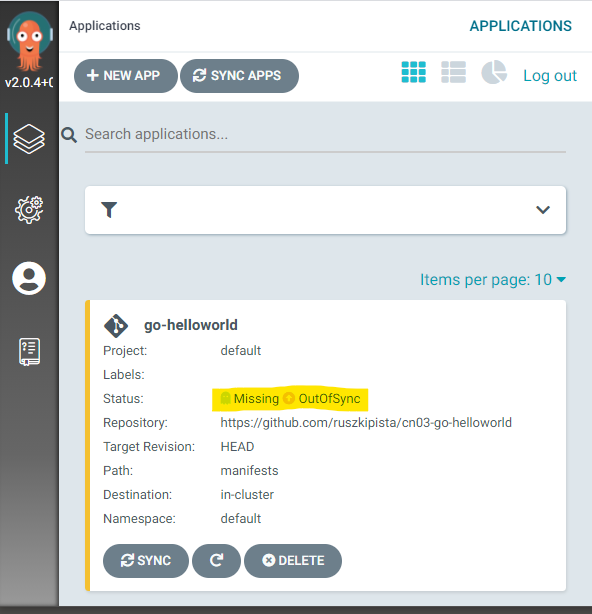 Applications
APPLICATIONS
v2.0.4+0
NEW APP
SYNC APPS
Log out
Search applications...
Items per page: 10
go-helloworld
Project: default
Labels:
Status: Missing OutOfSync
Repository: https://github.com/ruszkipista/cn03-go-helloworld
Target Revision: HEAD
Path: manifests
Destination: in-cluster
Namespace: default
SYNC
DELETE